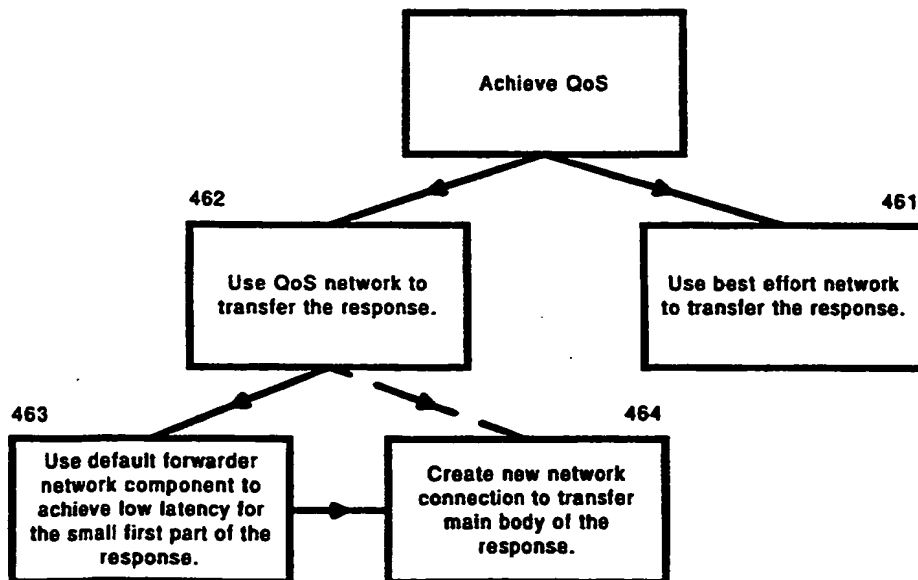 Achieve QoS
462
461
Use QoS network to
transfer the response.
Use best effort network
to transfer the response.
463
464
Use default forwarder
network component to
achieve low latency for
the small first part of the
response.
Create new network
connection to transfer
main body of the
response.